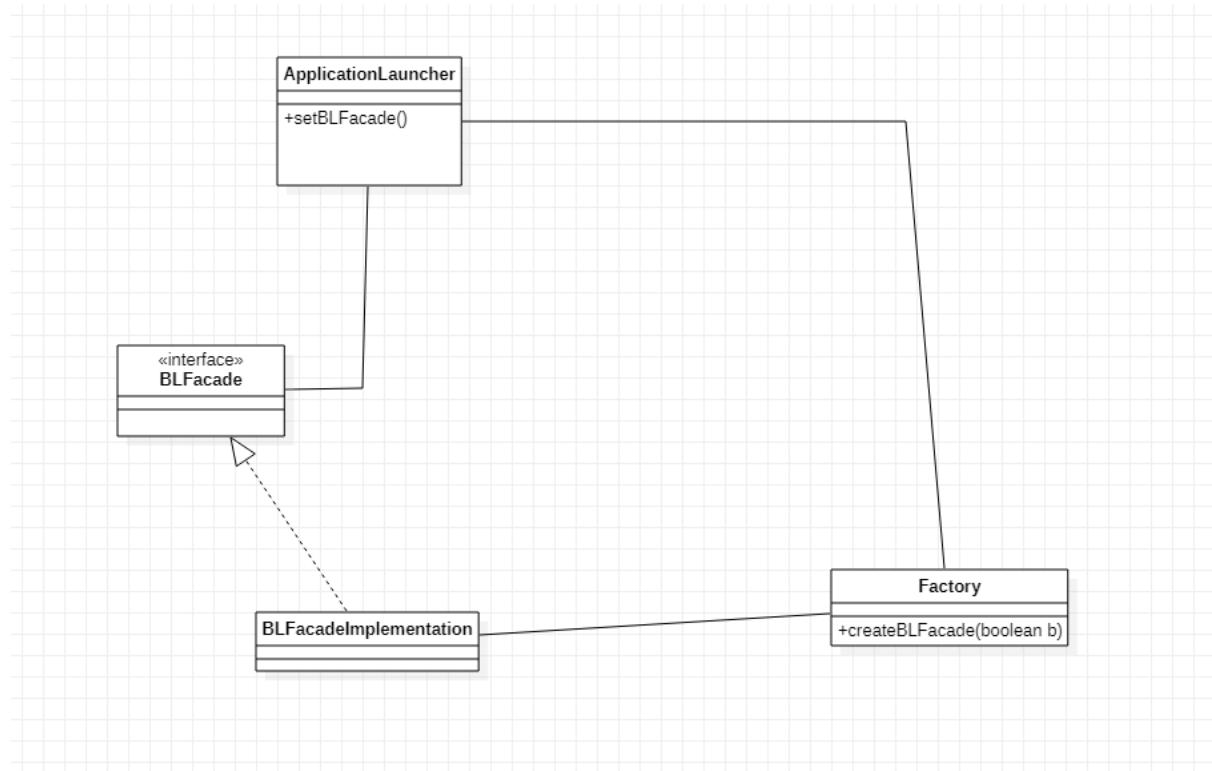 ApplicationLauncher
+setBLFacade()
«interface»
BLFacade
BLFacadeImplementation
Factory
+createBLFacade(boolean b)